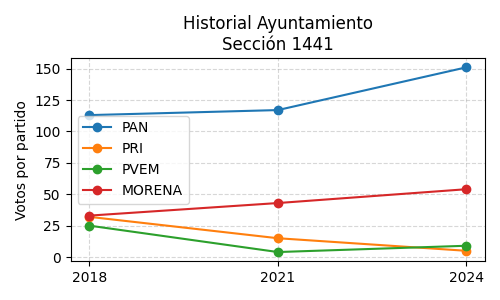 Historial Ayuntamiento
Sección 1441
Votos por partido
150
125
100
75
50
25
0
PAN
PRI
PVEM
MORENA
2018
2021
2024